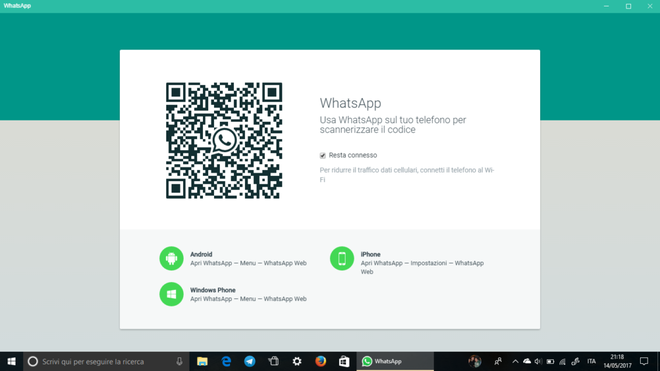 WhatsApp
WhatsApp
Usa WhatsApp sul tuo telefono per
scannerizzare il codice
Resta connesso
Per ridurre il traffico dati cellulari, connetti il telefono al Wi-
Fi
Android
Apri WhatsApp — Menu — WhatsApp Web
iPhone
Apri WhatsApp — Impostazioni — WhatsApp
Web
Windows Phone
Apri WhatsApp — Menu — WhatsApp Web
Scrivi qui per eseguire la ricerca
WhatsApp
ITA
21:18
14/05/2017